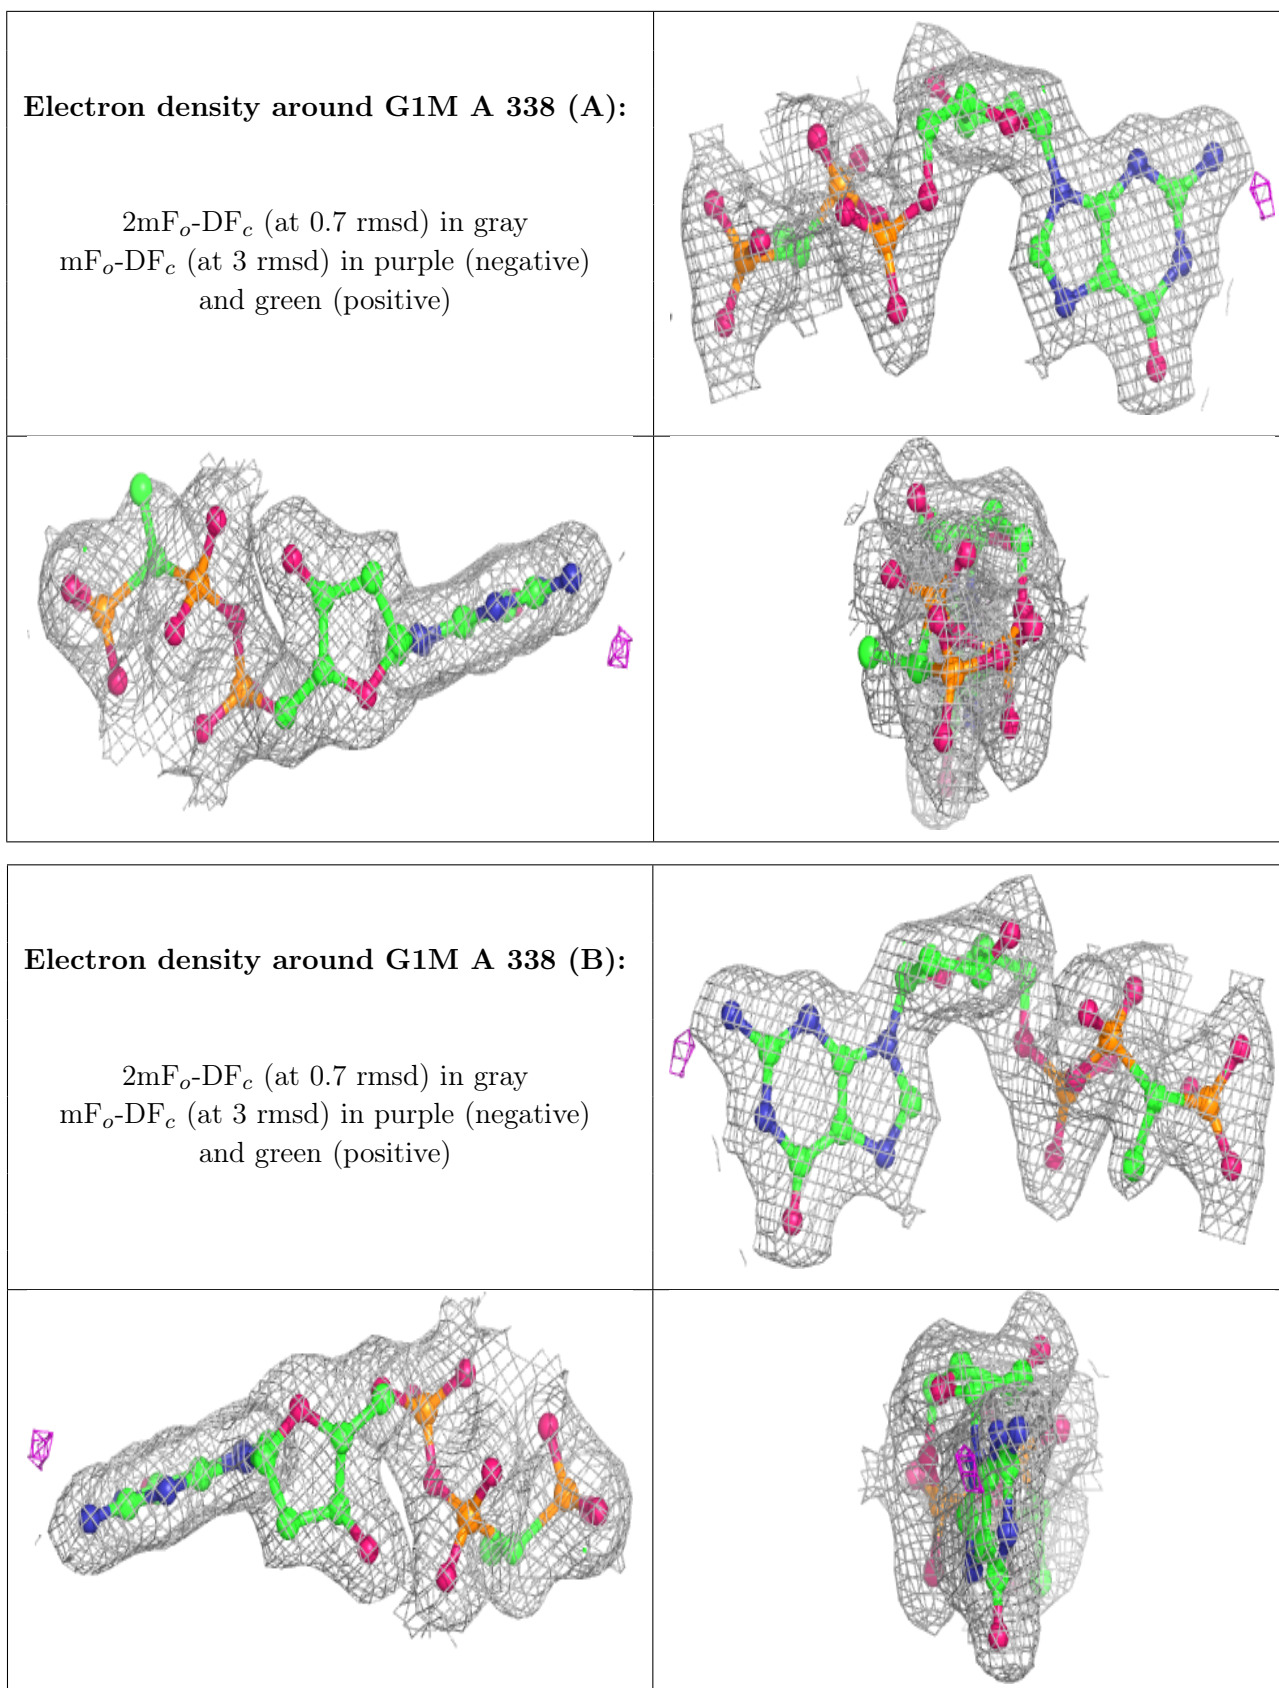 Electron density around G1M A 338 (A):
2mFo-DFc (at 0.7 rmsd) in gray
mFo-DFc (at 3 rmsd) in purple (negative)
and green (positive)
Electron density around G1M A 338 (B):
2mFo-DFc (at 0.7 rmsd) in gray
mFo-DFc (at 3 rmsd) in purple (negative)
and green (positive)